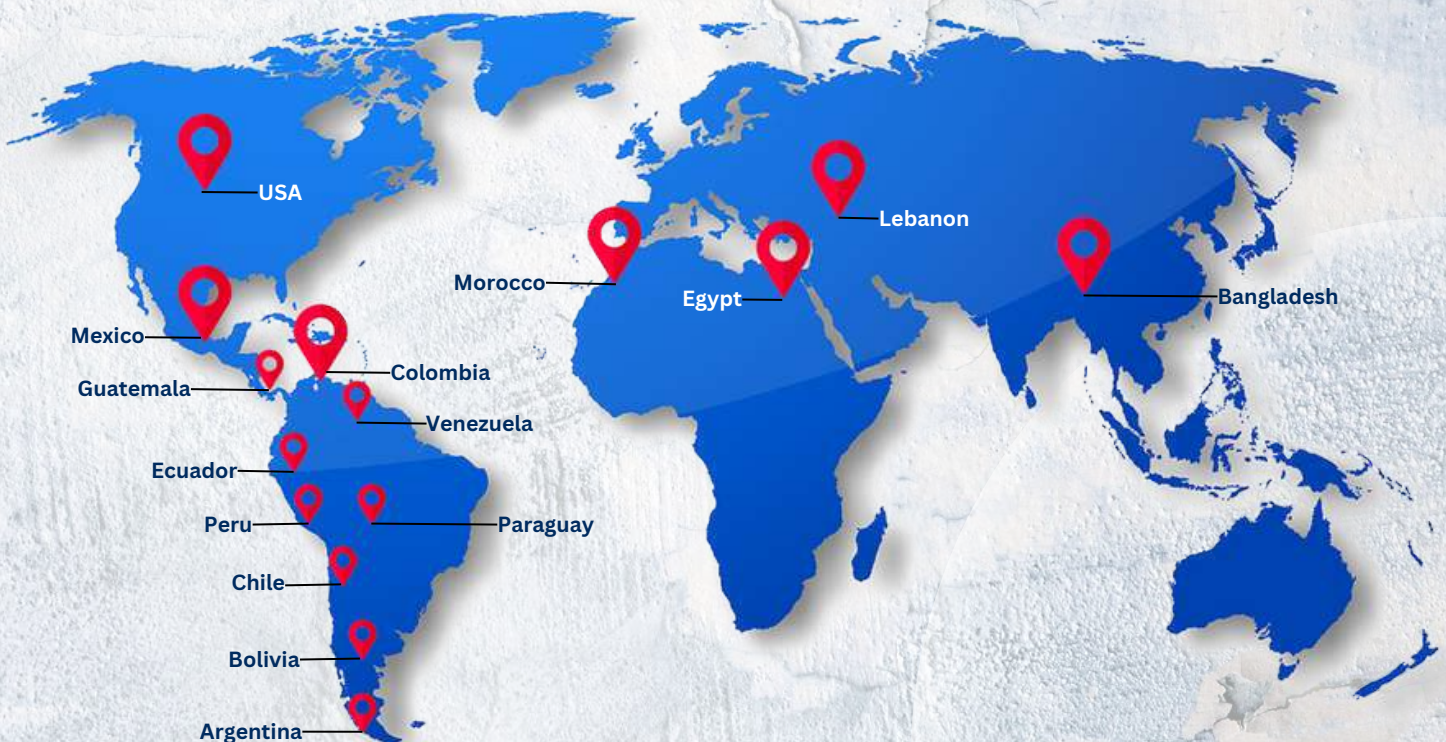 USA
Lebanon
Morocco
Egypt
Bangladesh
Mexico
Colombia
Guatemala
Venezuela
Ecuador
Peru
Paraguay
Chile
Bolivia
Argentina